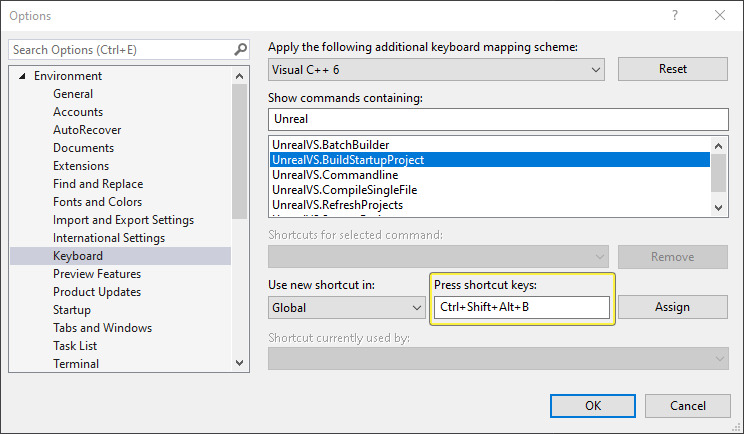 Options
Search Options (Ctrl+E)
Environment
General
Accounts
AutoRecover
Documents
Extensions
Find and Replace
Fonts and Colors
Import and Export Settings
International Settings
Keyboard
Preview Features
Product Updates
Startup
Tabs and Windows
Task List
Terminal
Apply the following additional keyboard mapping scheme:
Visual C++ 6
Reset
Show commands containing:
Unreal
UnrealVS.BatchBuilder
UnrealVS.BuildStartupProject
UnrealVS.Commandline
UnrealVS.CompileSingleFile
UnrealVS.RefreshProjects
Shortcuts for selected command:
Remove
Use new shortcut in:
Press shortcut keys:
Global
Ctrl+Shift+Alt+B
Assign
Shortcut currently used by:
OK
Cancel